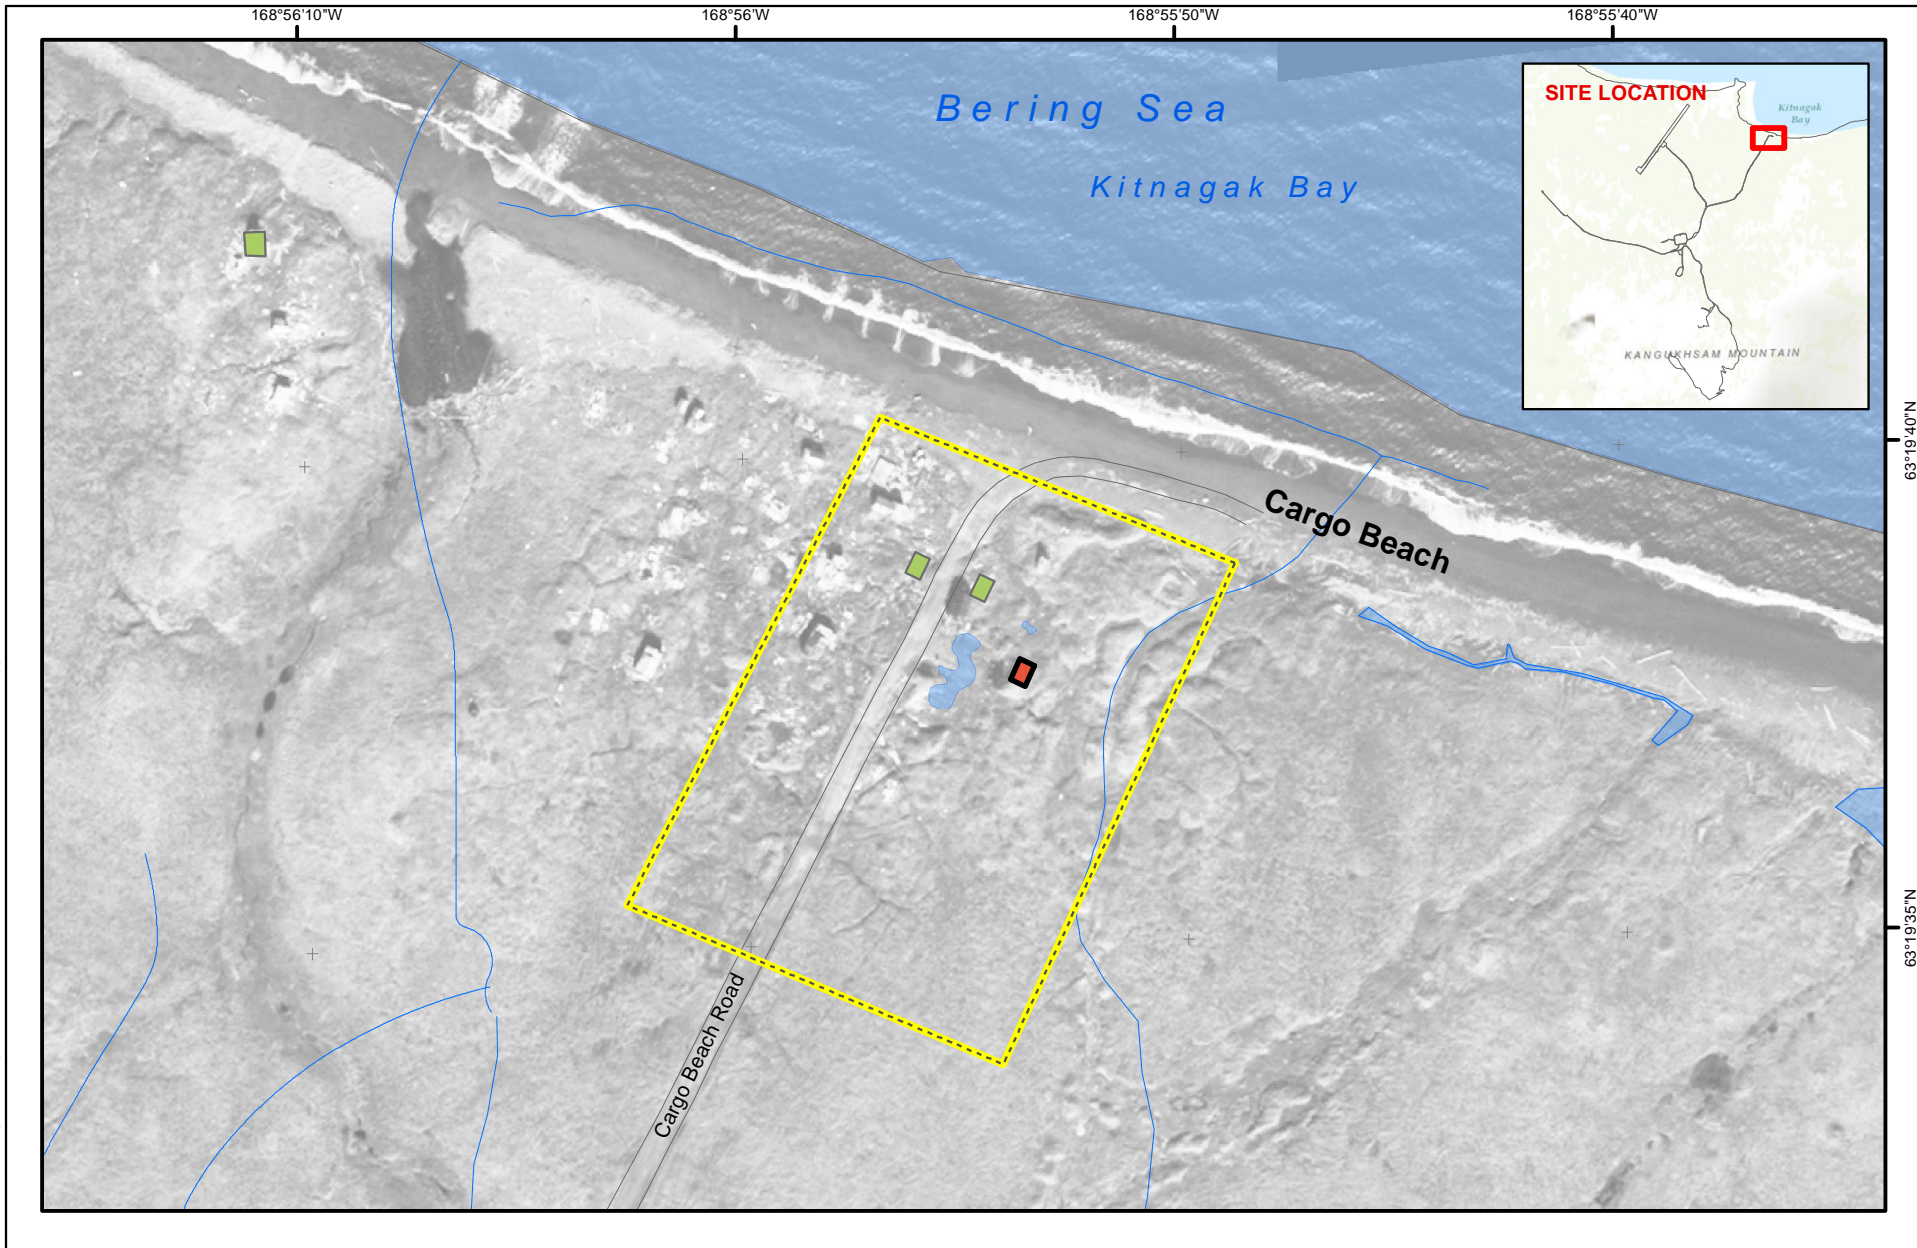 168°56'10"W
168°56'W
168°55'50"W
168°55'40"W
Bering Sea
Kitnagak Bay
SITE LOCATION
Kitnagak
Bay
KANGUKHSAM MOUNTAIN
63°19'40"N
Cargo Beach
63°19'35"N
Cargo Beach Road